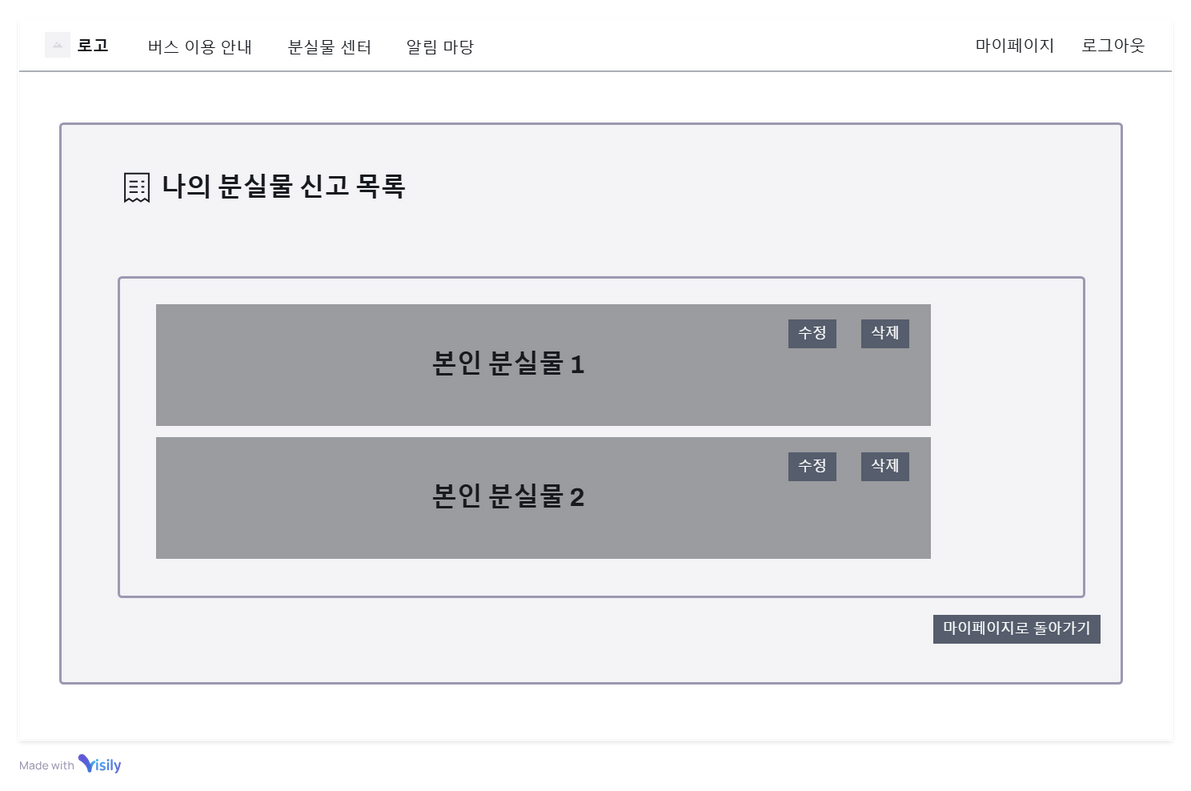 로고 버스 이용 안내 분실물 센터 알림 마당 마이페이지 로그아웃
나의 분실물 신고 목록
수정 삭제
본인 분실물 1
수정 삭제
본인 분실물 2
마이페이지로 돌아가기
Made with Visily